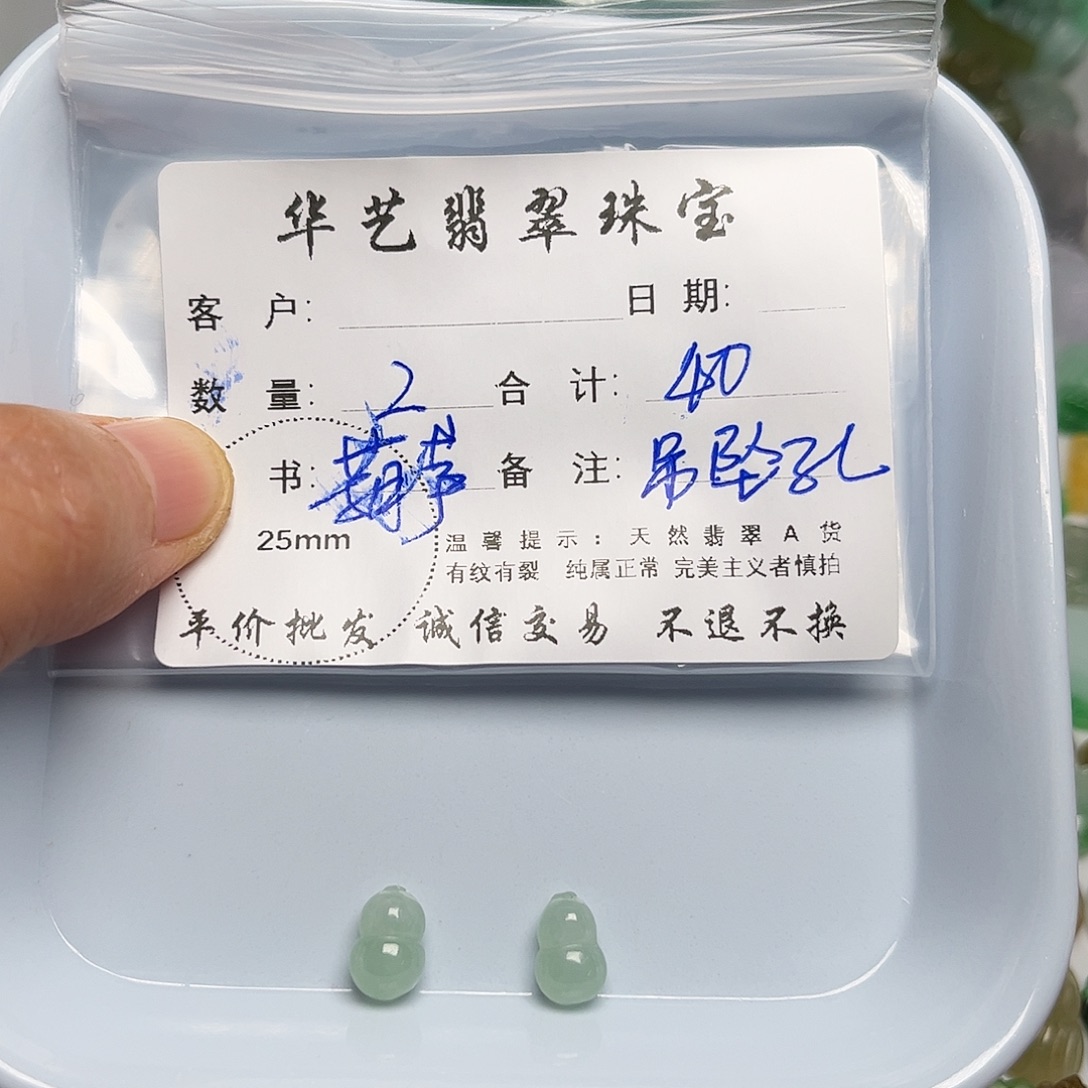 华艺翡翠珠宝
客 户: 日 期:
数 量: 2 合 计: 40
书: 葫芦 备 注: 吊坠孔
25mm 温馨提示: 天然翡翠A货
有纹有裂 纯属正常 完美主义者慎拍
平价批发 诚信交易 不退不换